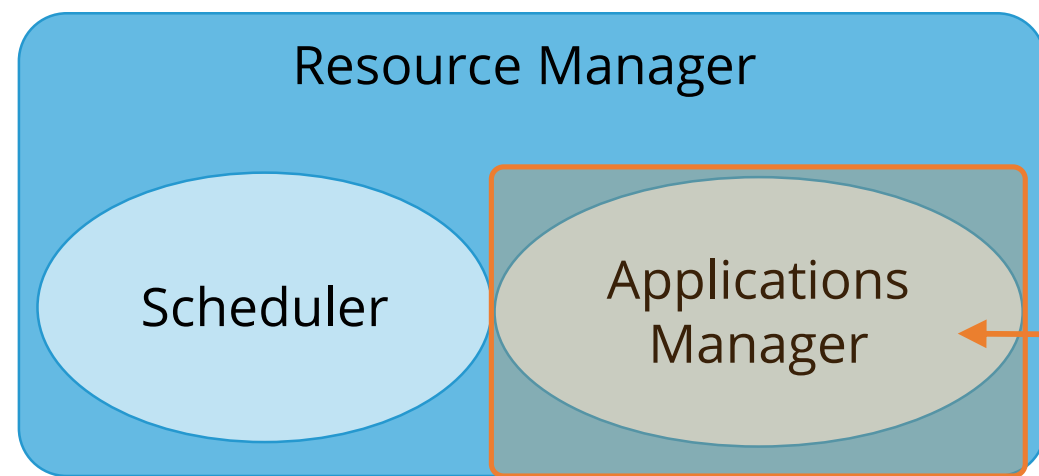 Resource Manager
Scheduler
Applications
Manager